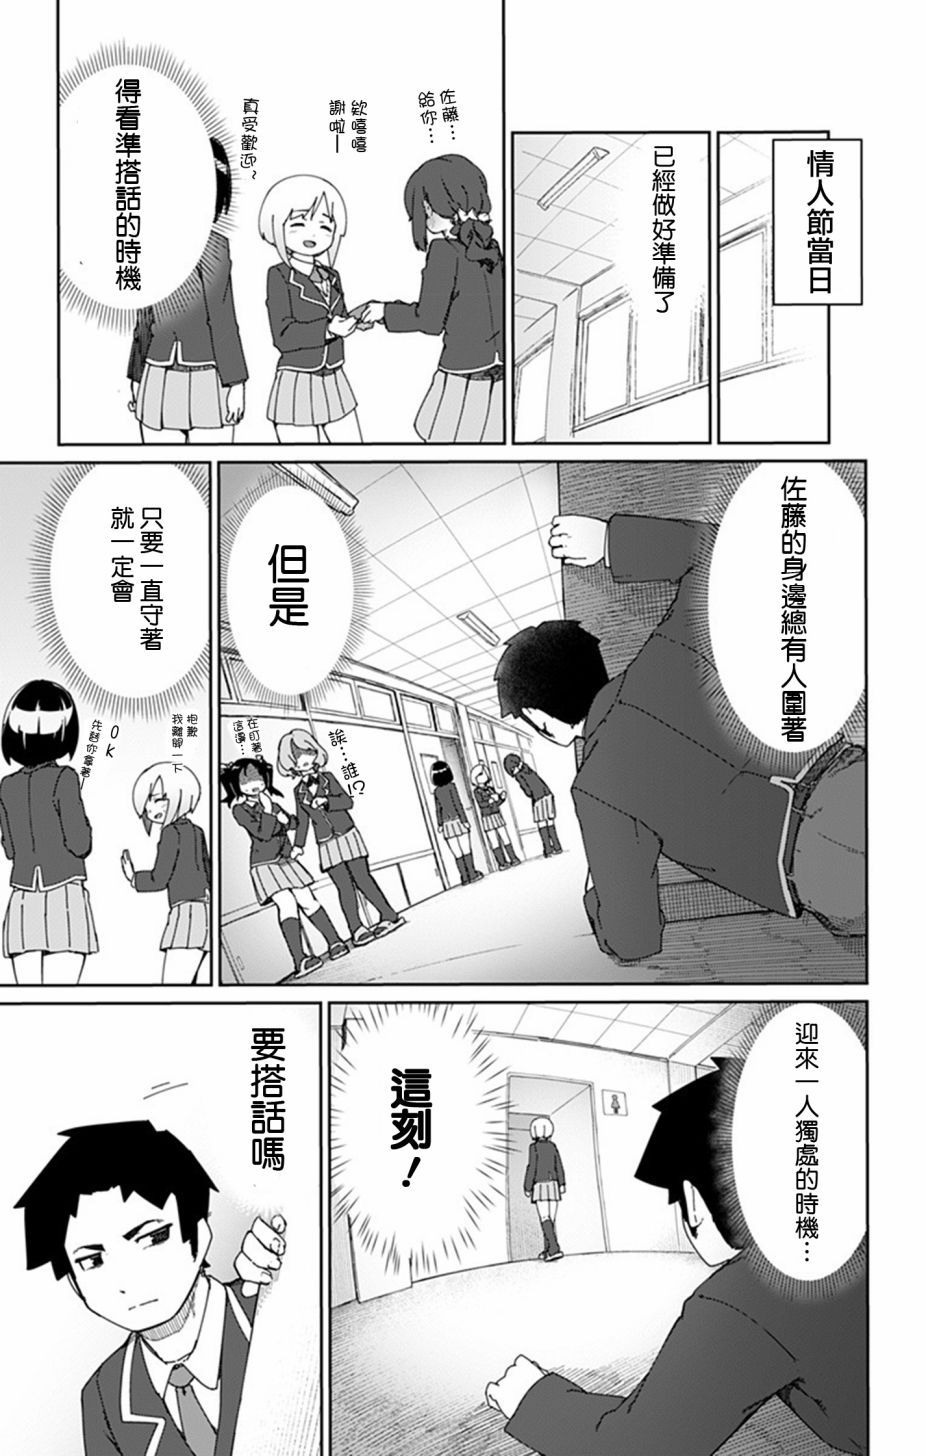 情人節當日
已經做好準備了
佐藤…
給你…
欸嘻嘻
謝啦—
真受歡迎~
得看準搭話的時機
佐藤的身邊總有人圍著
但是
誒…誰!?
在盯著
這邊…
只要一直守著
就一定會
抱歉
我離開一下
OK
先替你拿著~
迎來一人獨處的時機…
這刻!
要搭話嗎